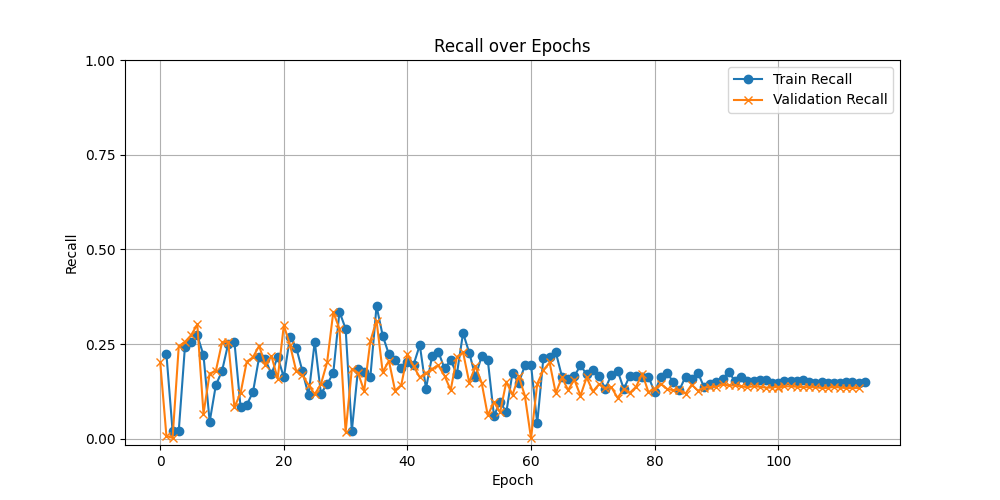 Recall over Epochs
1.00
0.75
0.50
0.25
0.00
Recall
Train Recall
Validation Recall
0 20 40 60 80 100
Epoch